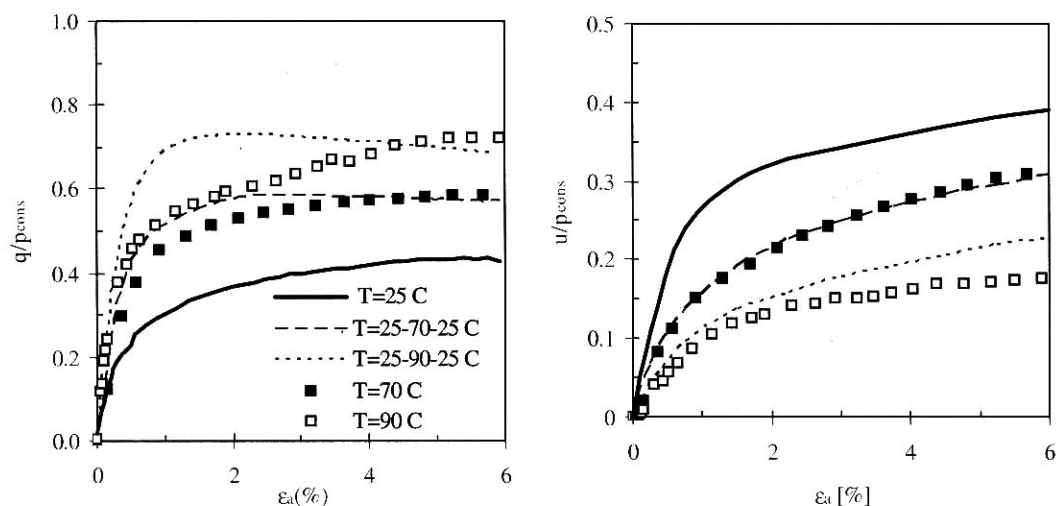 1.0
0.8
0.6
0.4
0.2
0.0
q/pcons
0
2
4
6
εa(%)
T=25 C
T=25-70-25 C
T=25-90-25 C
T=70 C
T=90 C
0.5
0.4
0.3
0.2
0.1
0
u/pcons
0
2
4
6
εa [%]